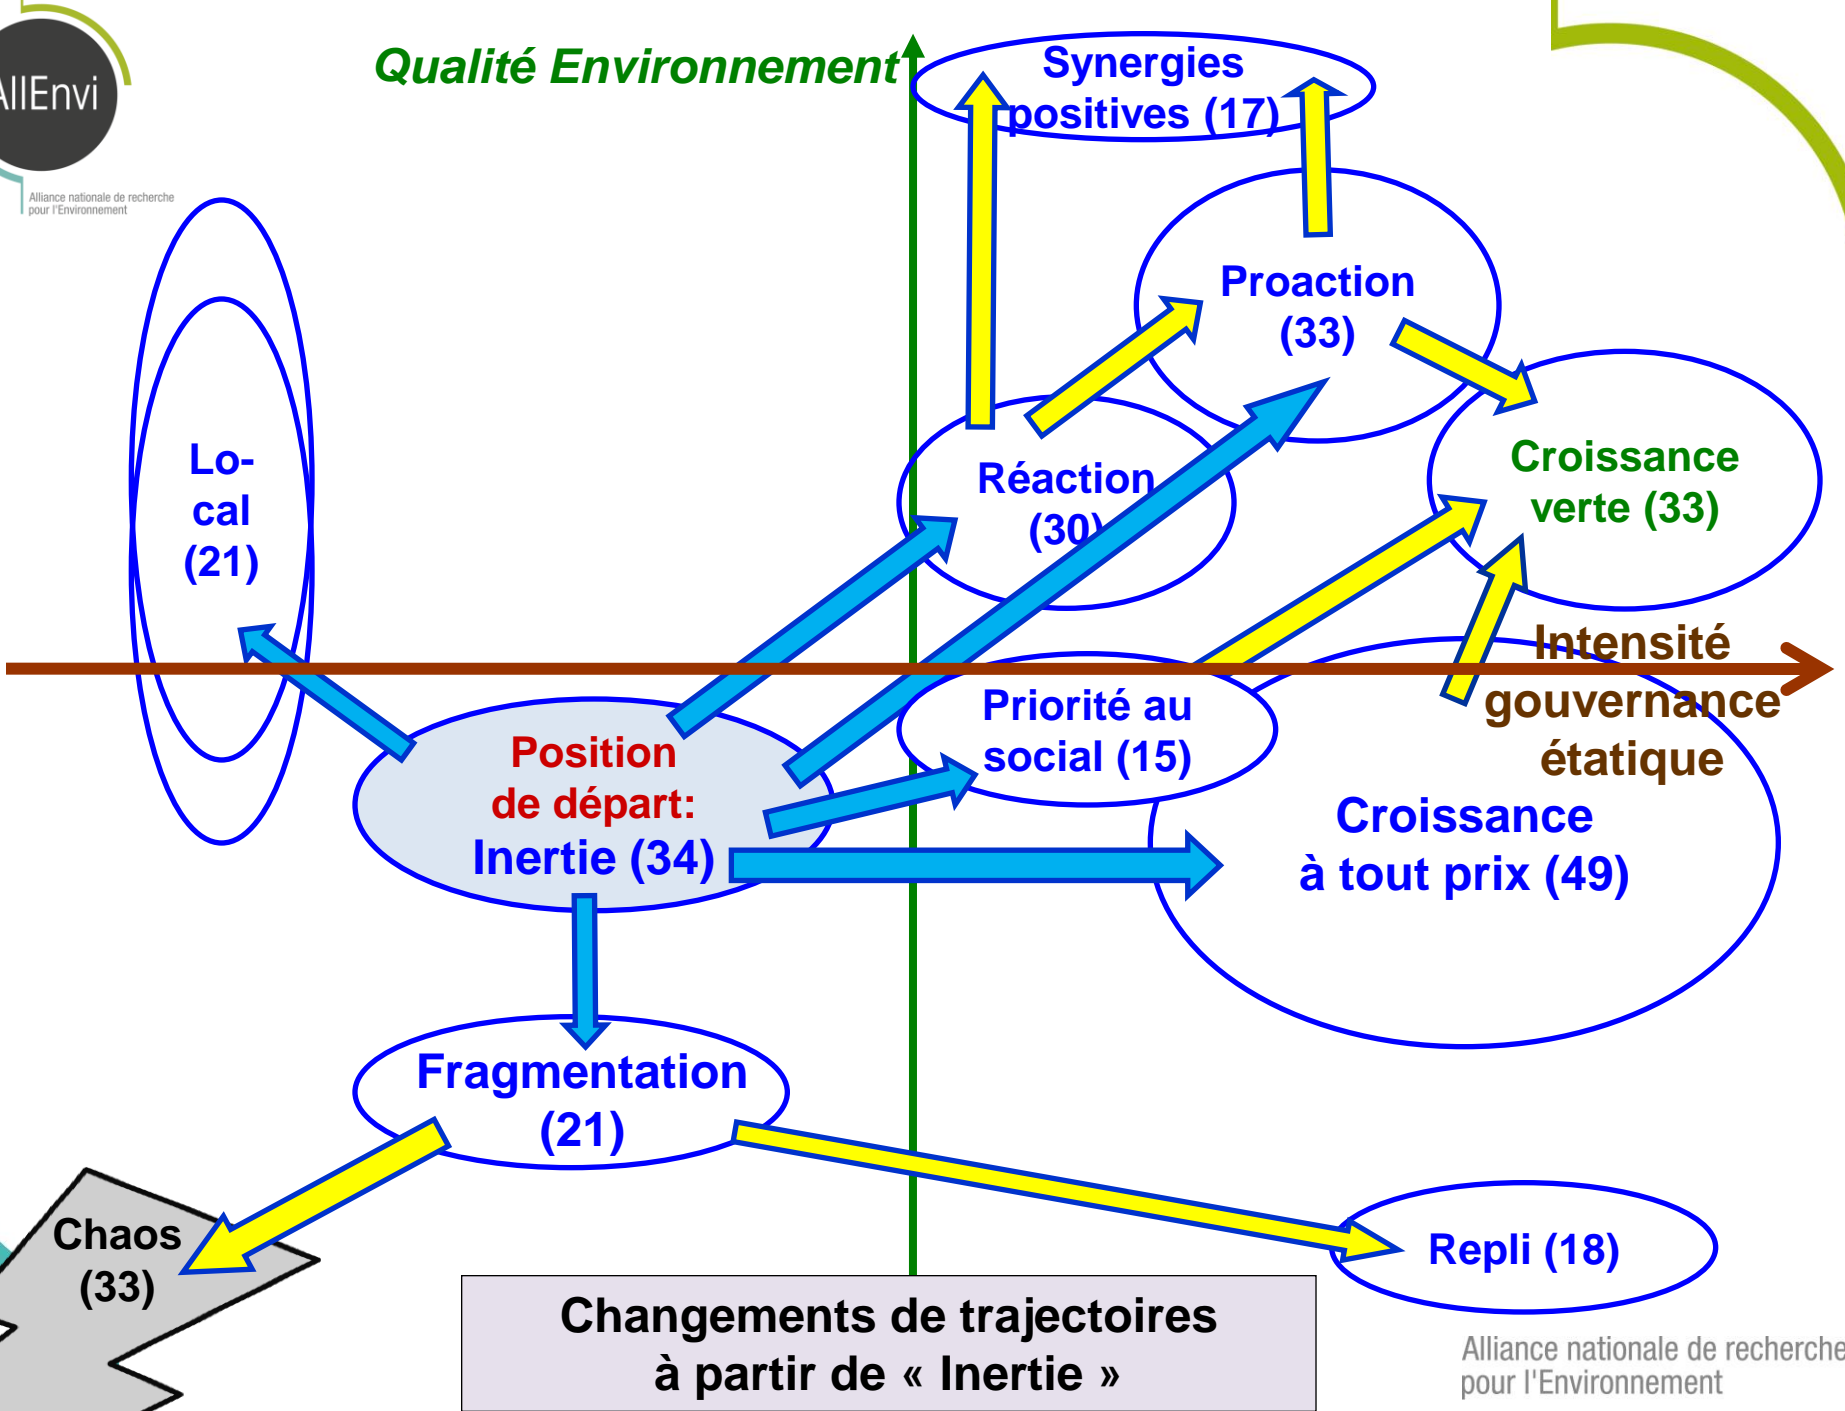 AllEnvi
Alliance nationale de recherche
pour l'Environnement
Qualité Environnement
Synergies
positives (17)
Proaction
(33)
Lo-
cal
(21)
Réaction
(30)
Croissance
verte (33)
Intensité
gouvernance
étatique
Priorité au
social (15)
Position
de départ:
Inertie (34)
Croissance
à tout prix (49)
Fragmentation
(21)
Chaos
(33)
Repli (18)
Changements de trajectoires
à partir de « Inertie »
Alliance nationale de recherche
pour l'Environnement